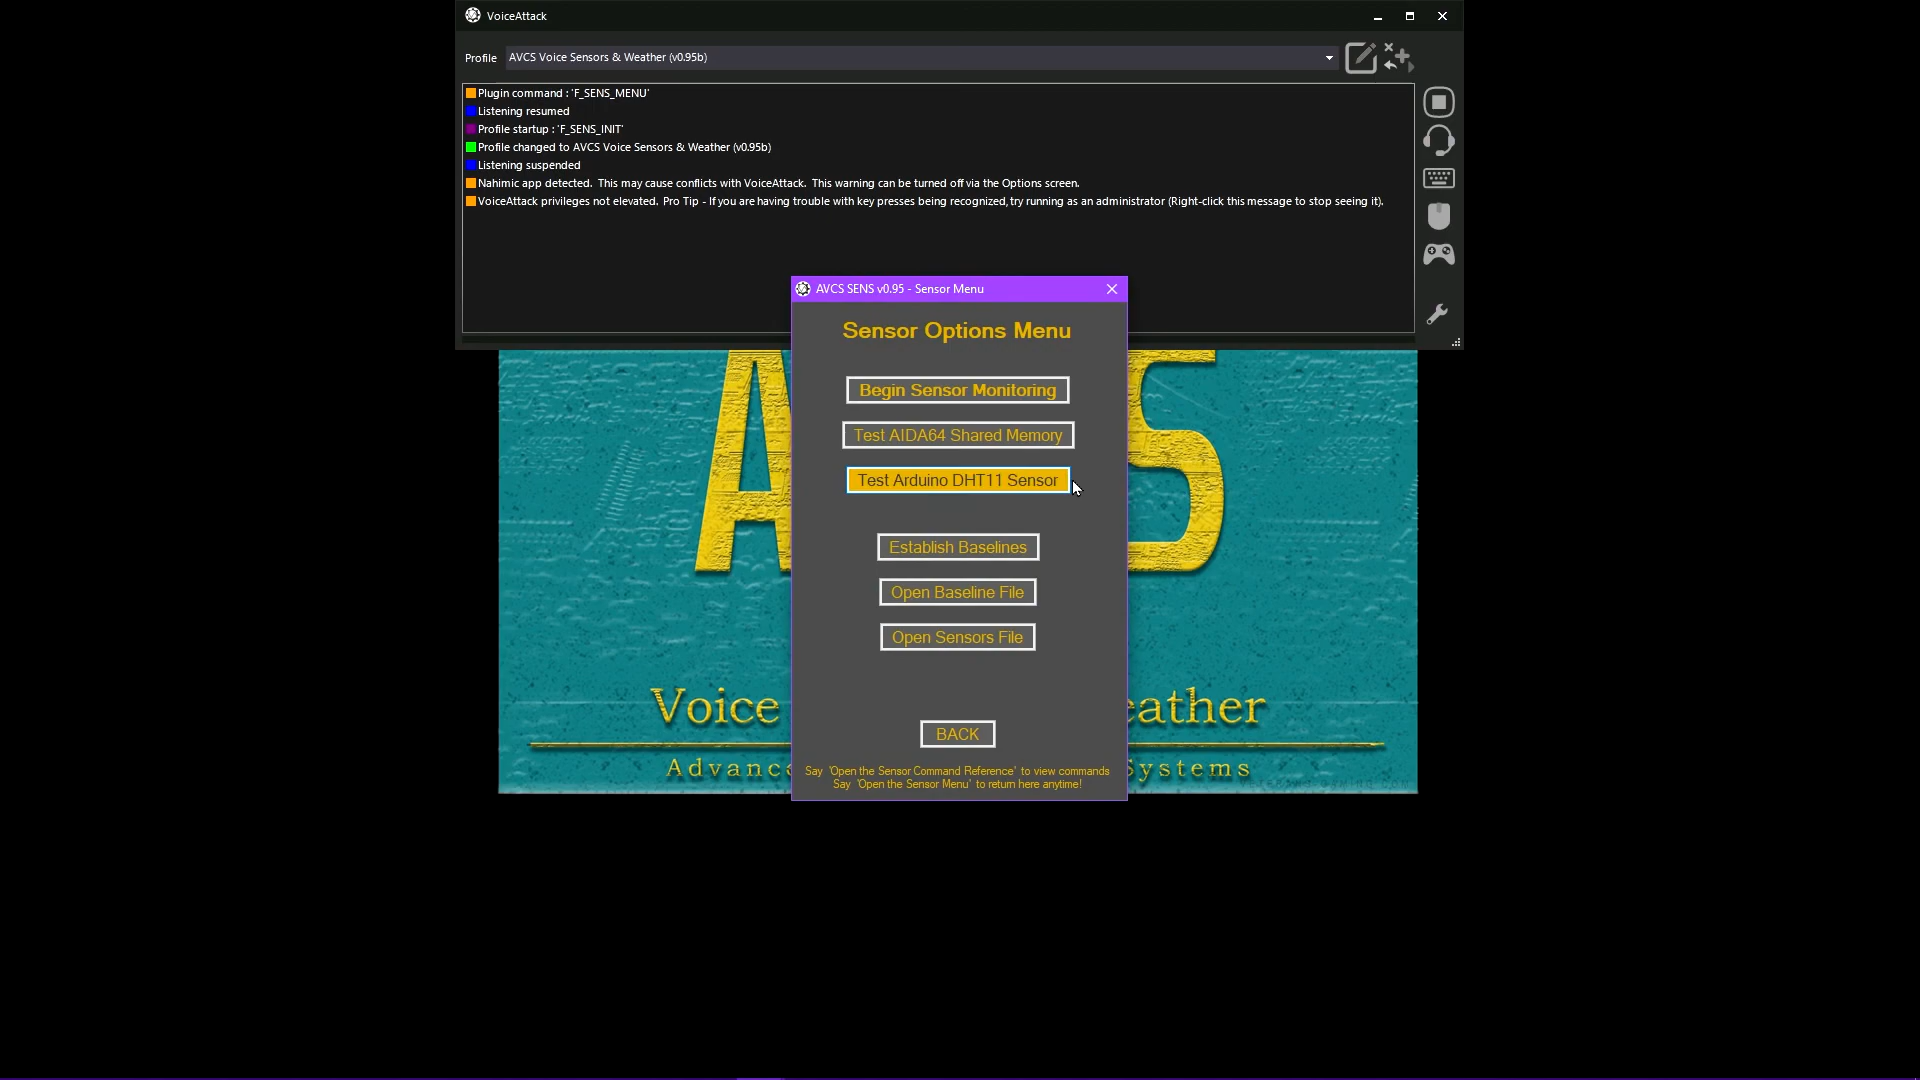 VoiceAttack
Profile AVCS Voice Sensors & Weather (v0.95b)
Plugin command : 'F_SENS_MENU'
Listening resumed
Profile startup : 'F_SENS_INIT'
Profile changed to AVCS Voice Sensors & Weather (v0.95b)
Listening suspended
Nahimic app detected.  This may cause conflicts with VoiceAttack.  This warning can be turned off via the Options screen.
VoiceAttack privileges not elevated.  Pro Tip - If you are having trouble with key presses being recognized, try running as an administrator (Right-click this message to stop seeing it).
AVCS SENS v0.95 - Sensor Menu
Sensor Options Menu
Begin Sensor Monitoring
Test AIDA64 Shared Memory
Test Arduino DHT11 Sensor
Establish Baselines
Open Baseline File
Open Sensors File
BACK
Say 'Open the Sensor Command Reference' to view commands
Say 'Open the Sensor Menu' to return here anytime!
A S
Voice eather
Advanc ystems